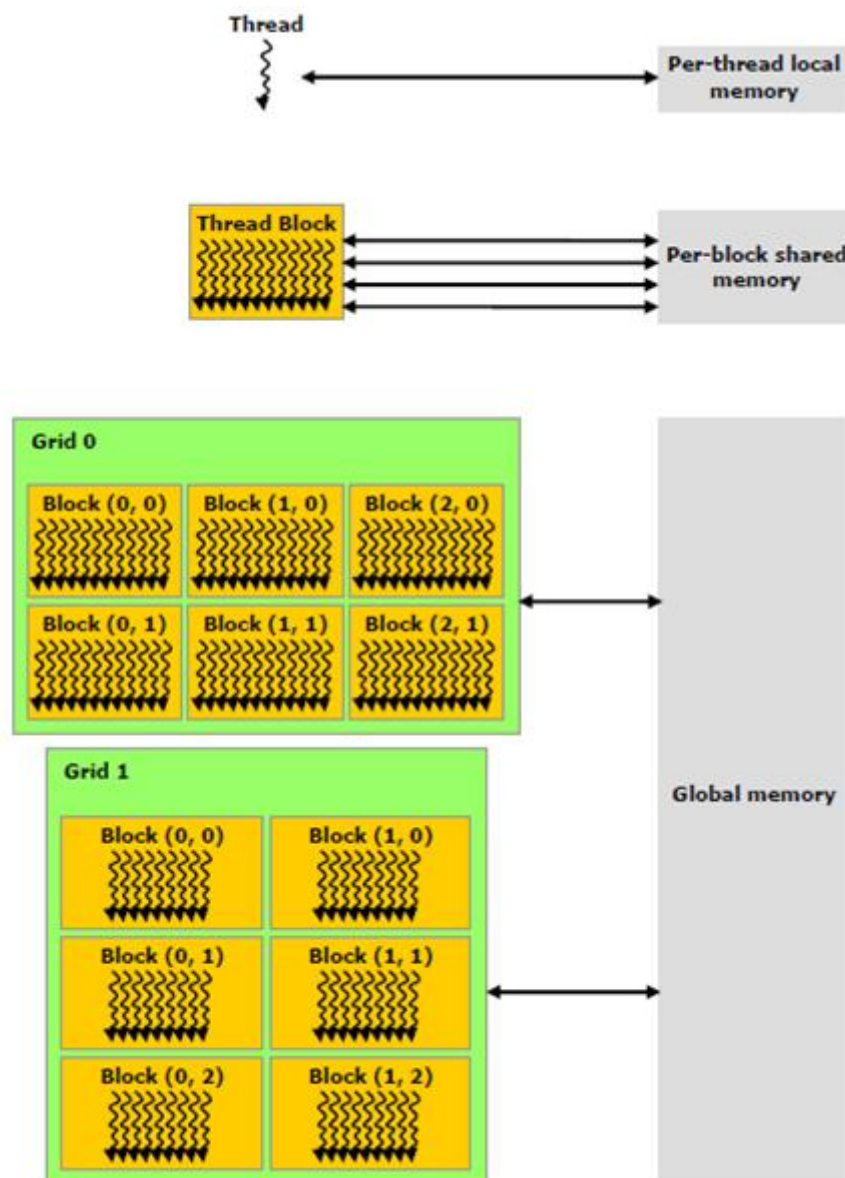 Thread
Per-thread local
memory
Thread Block
Per-block shared
memory
Grid 0
Block (0, 0)
Block (1, 0)
Block (2, 0)
Block (0, 1)
Block (1, 1)
Block (2, 1)
Grid 1
Global memory
Block (0, 0)
Block (1, 0)
Block (0, 1)
Block (1, 1)
Block (0, 2)
Block (1, 2)